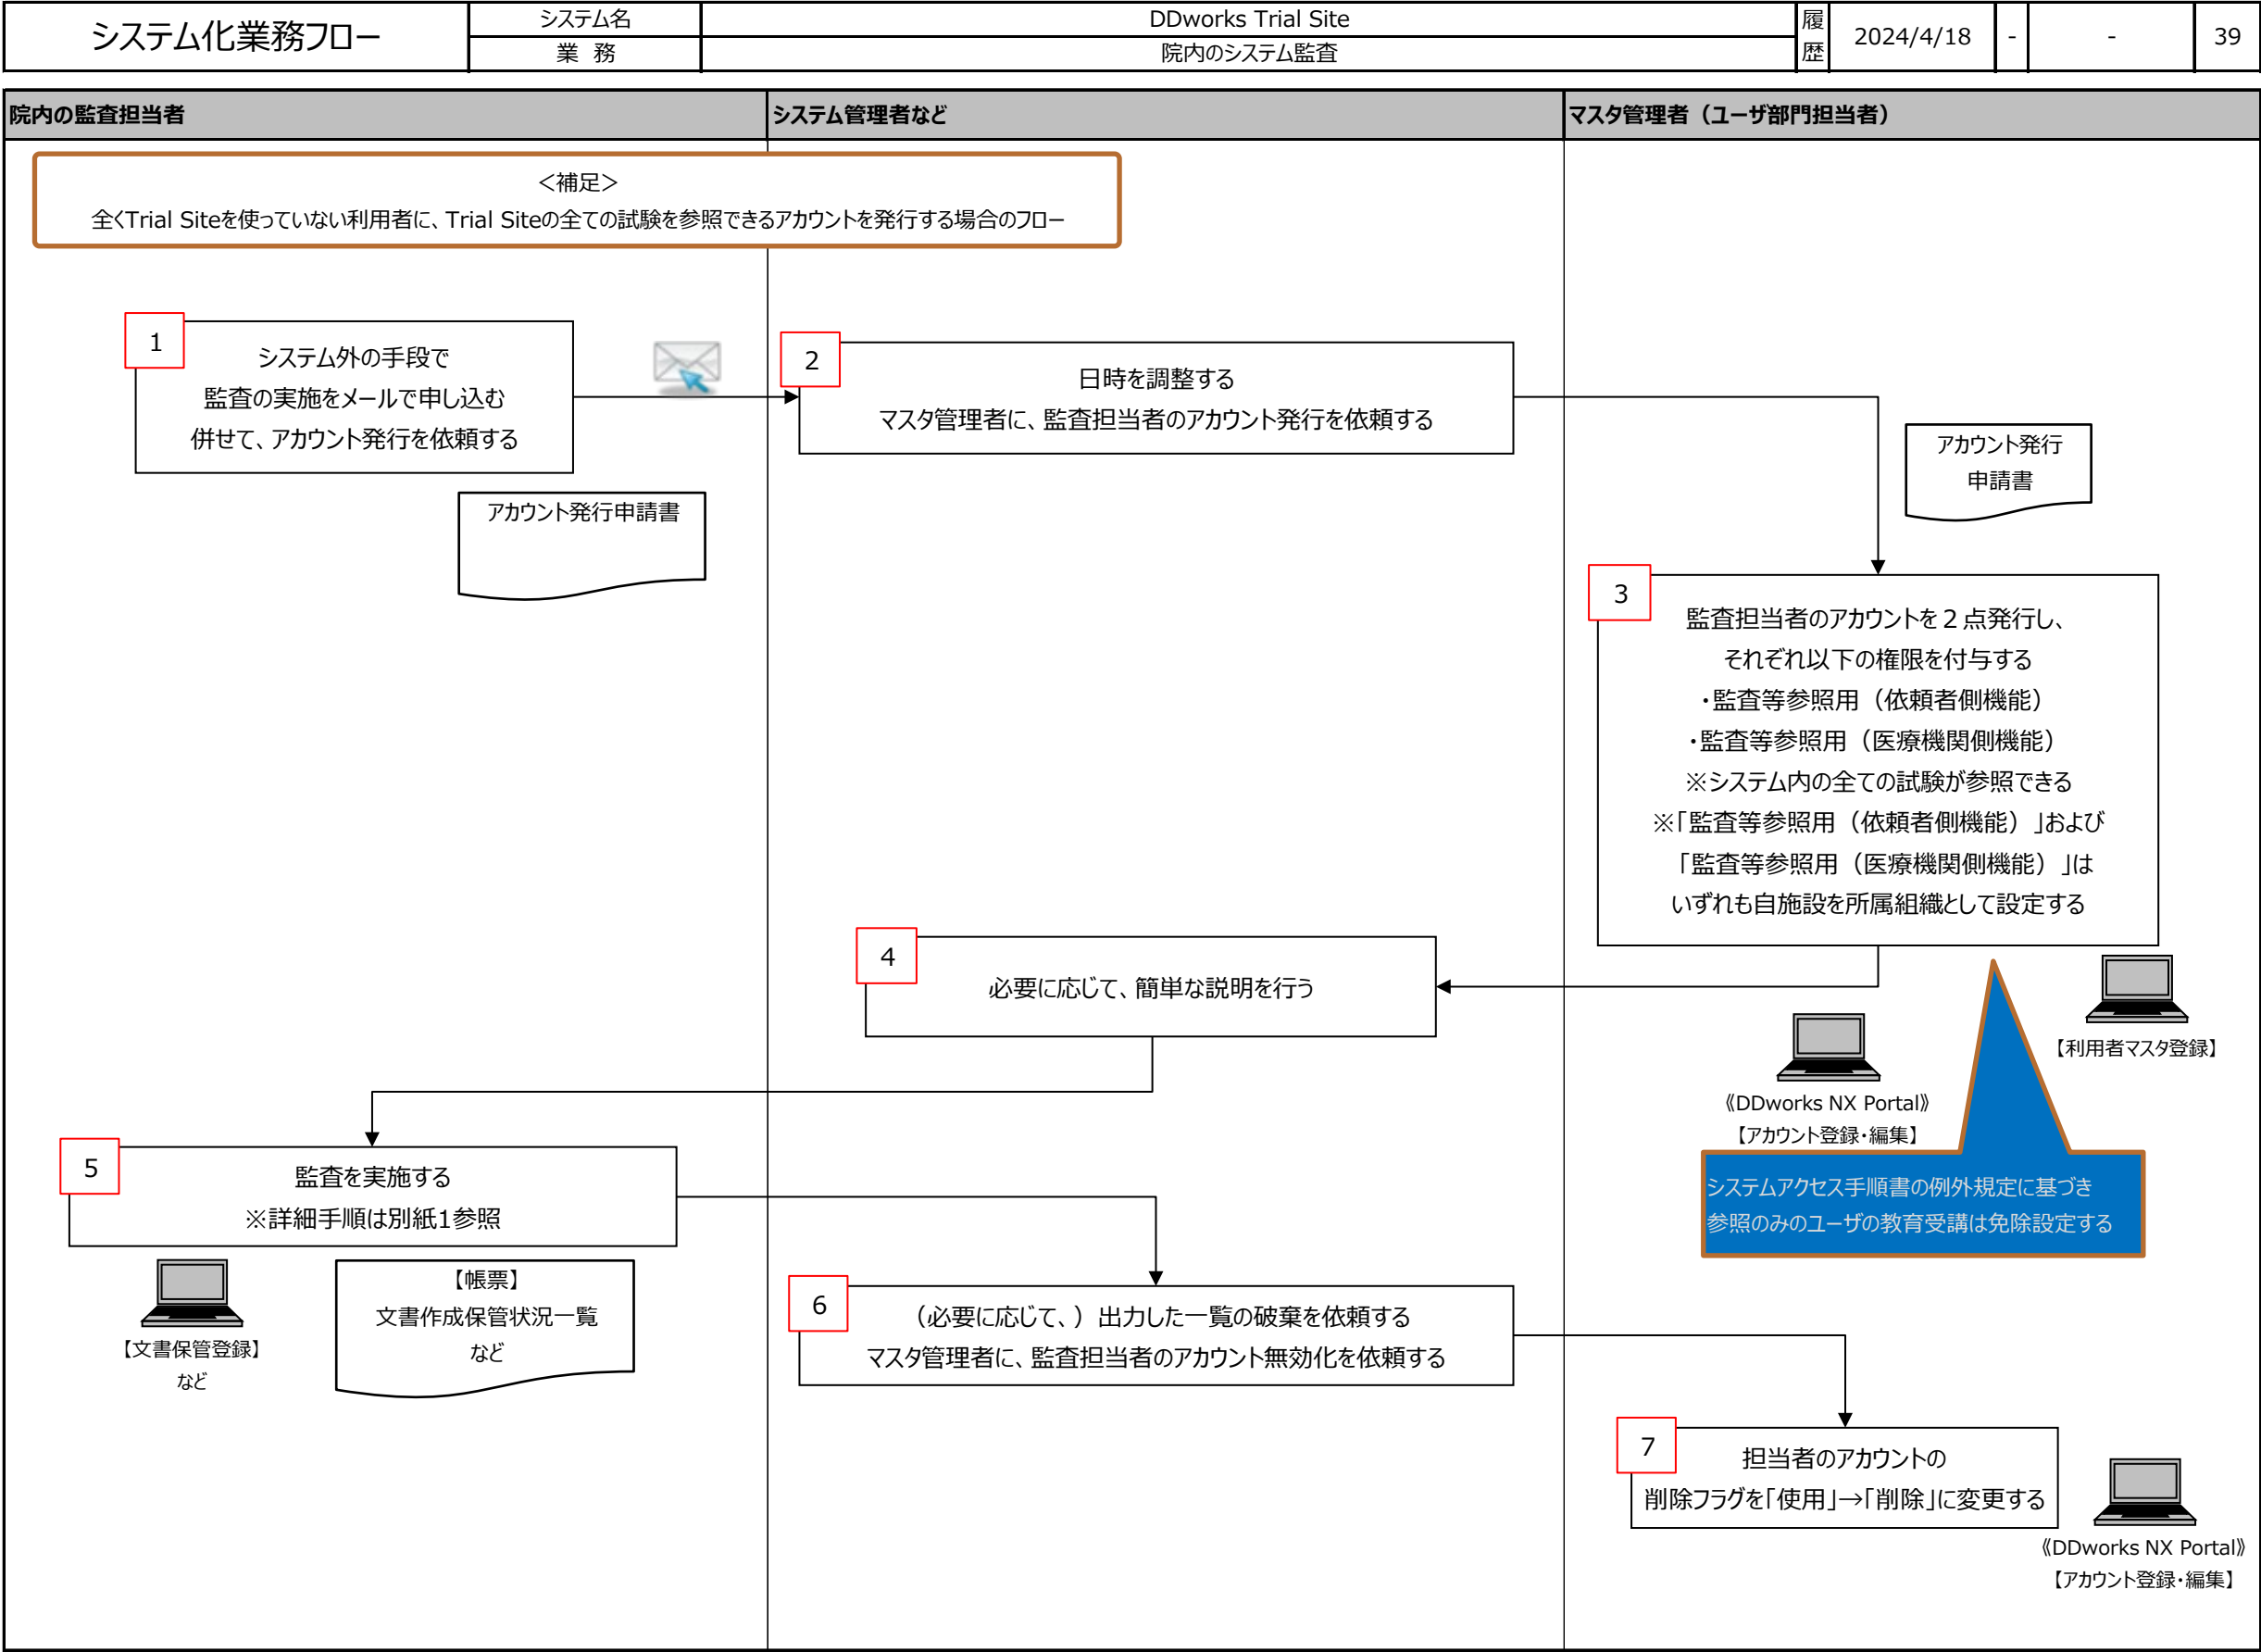 システム化業務フロー
システム名
DDworks Trial Site
業 務
院内のシステム監査
履歴
2024/4/18
-
-
39
院内の監査担当者
システム管理者など
マスタ管理者（ユーザ部門担当者）
＜補足＞
全くTrial Siteを使っていない利用者に、Trial Siteの全ての試験を参照できるアカウントを発行する場合のフロー
1
システム外の手段で
監査の実施をメールで申し込む
併せて、アカウント発行を依頼する
アカウント発行申請書
2
日時を調整する
マスタ管理者に、監査担当者のアカウント発行を依頼する
アカウント発行
申請書
3
監査担当者のアカウントを２点発行し、
それぞれ以下の権限を付与する
・監査等参照用（依頼者側機能）
・監査等参照用（医療機関側機能）
※システム内の全ての試験が参照できる
※「監査等参照用（依頼者側機能）」および
「監査等参照用（医療機関側機能）」は
いずれも自施設を所属組織として設定する
4
必要に応じて、簡単な説明を行う
【利用者マスタ登録】
《DDworks NX Portal》
【アカウント登録・編集】
システムアクセス手順書の例外規定に基づき
参照のみのユーザの教育受講は免除設定する
5
監査を実施する
※詳細手順は別紙1参照
【文書保管登録】
など
【帳票】
文書作成保管状況一覧
など
6
（必要に応じて、）出力した一覧の破棄を依頼する
マスタ管理者に、監査担当者のアカウント無効化を依頼する
7
担当者のアカウントの
削除フラグを「使用」→「削除」に変更する
《DDworks NX Portal》
【アカウント登録・編集】